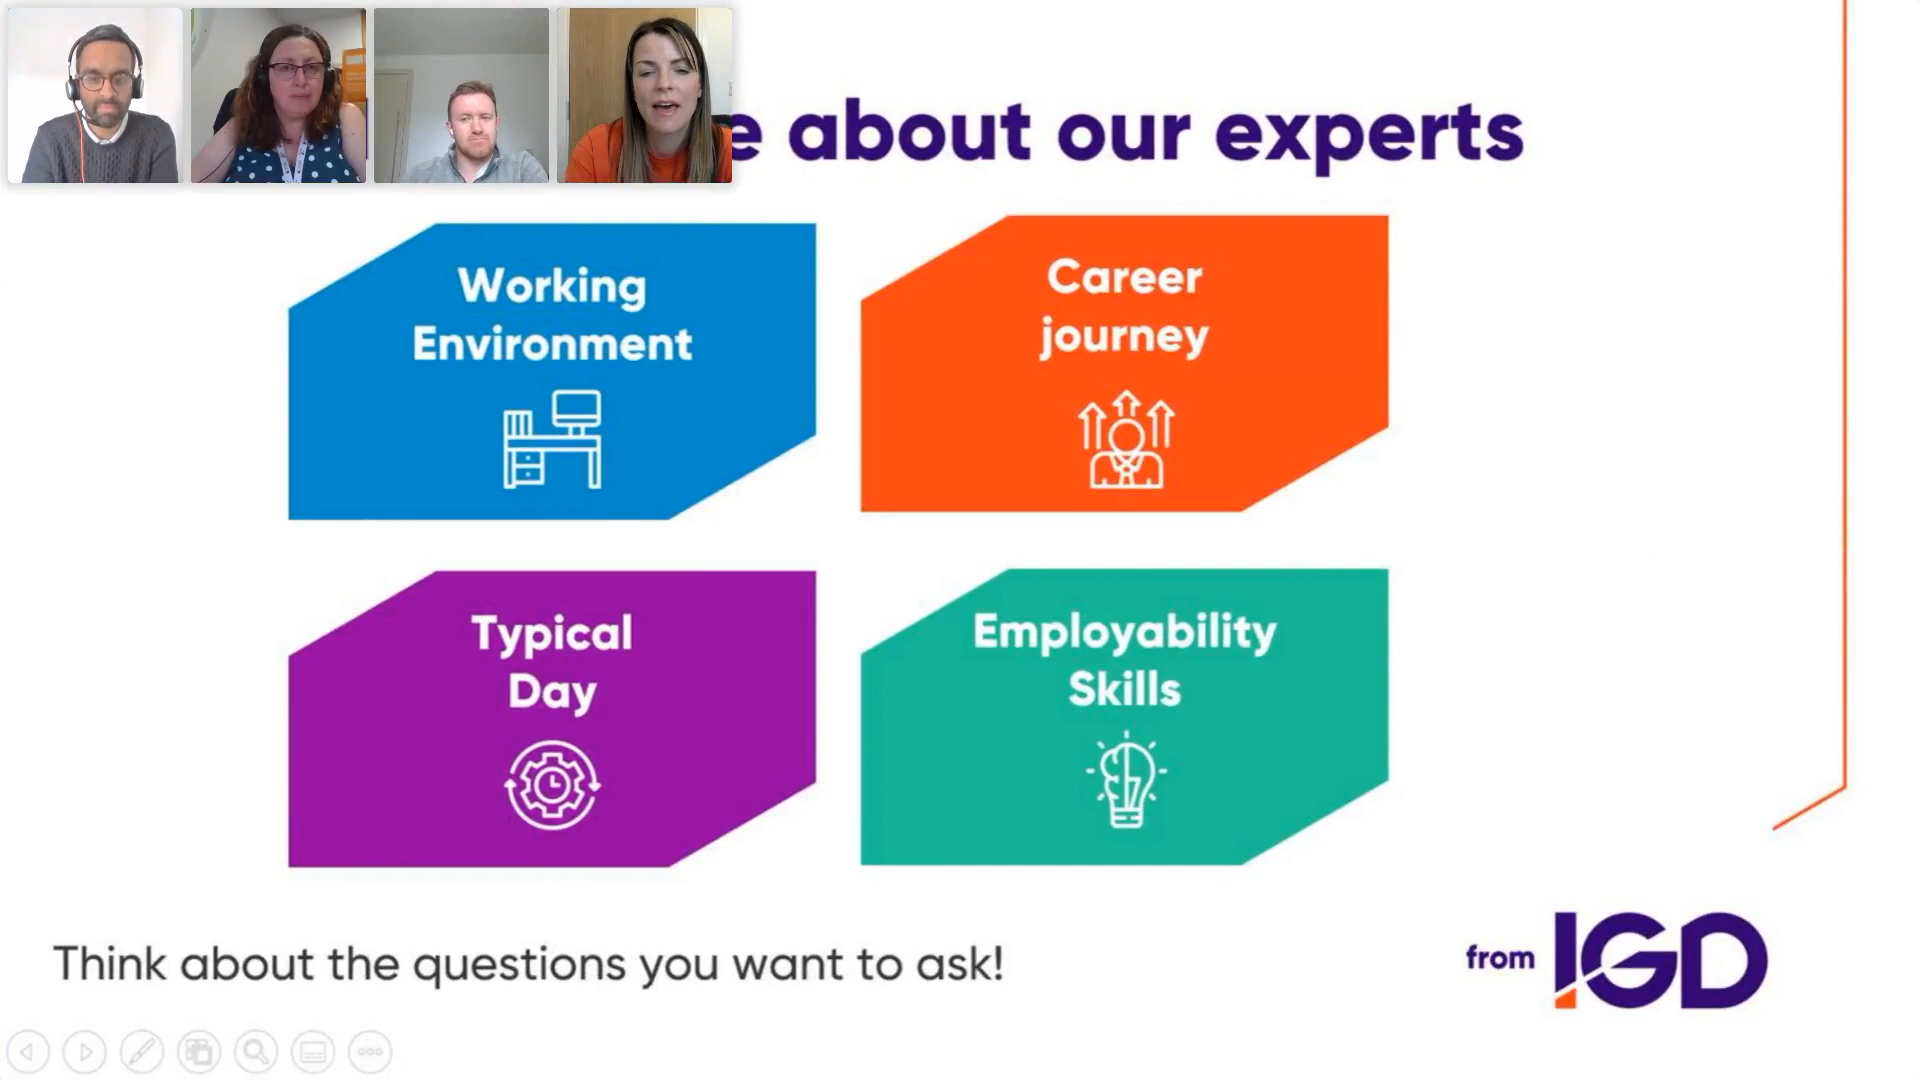 about our experts
Working
Environment
Career
journey
Typical
Day
Employability
Skills
Think about the questions you want to ask!
from IGD